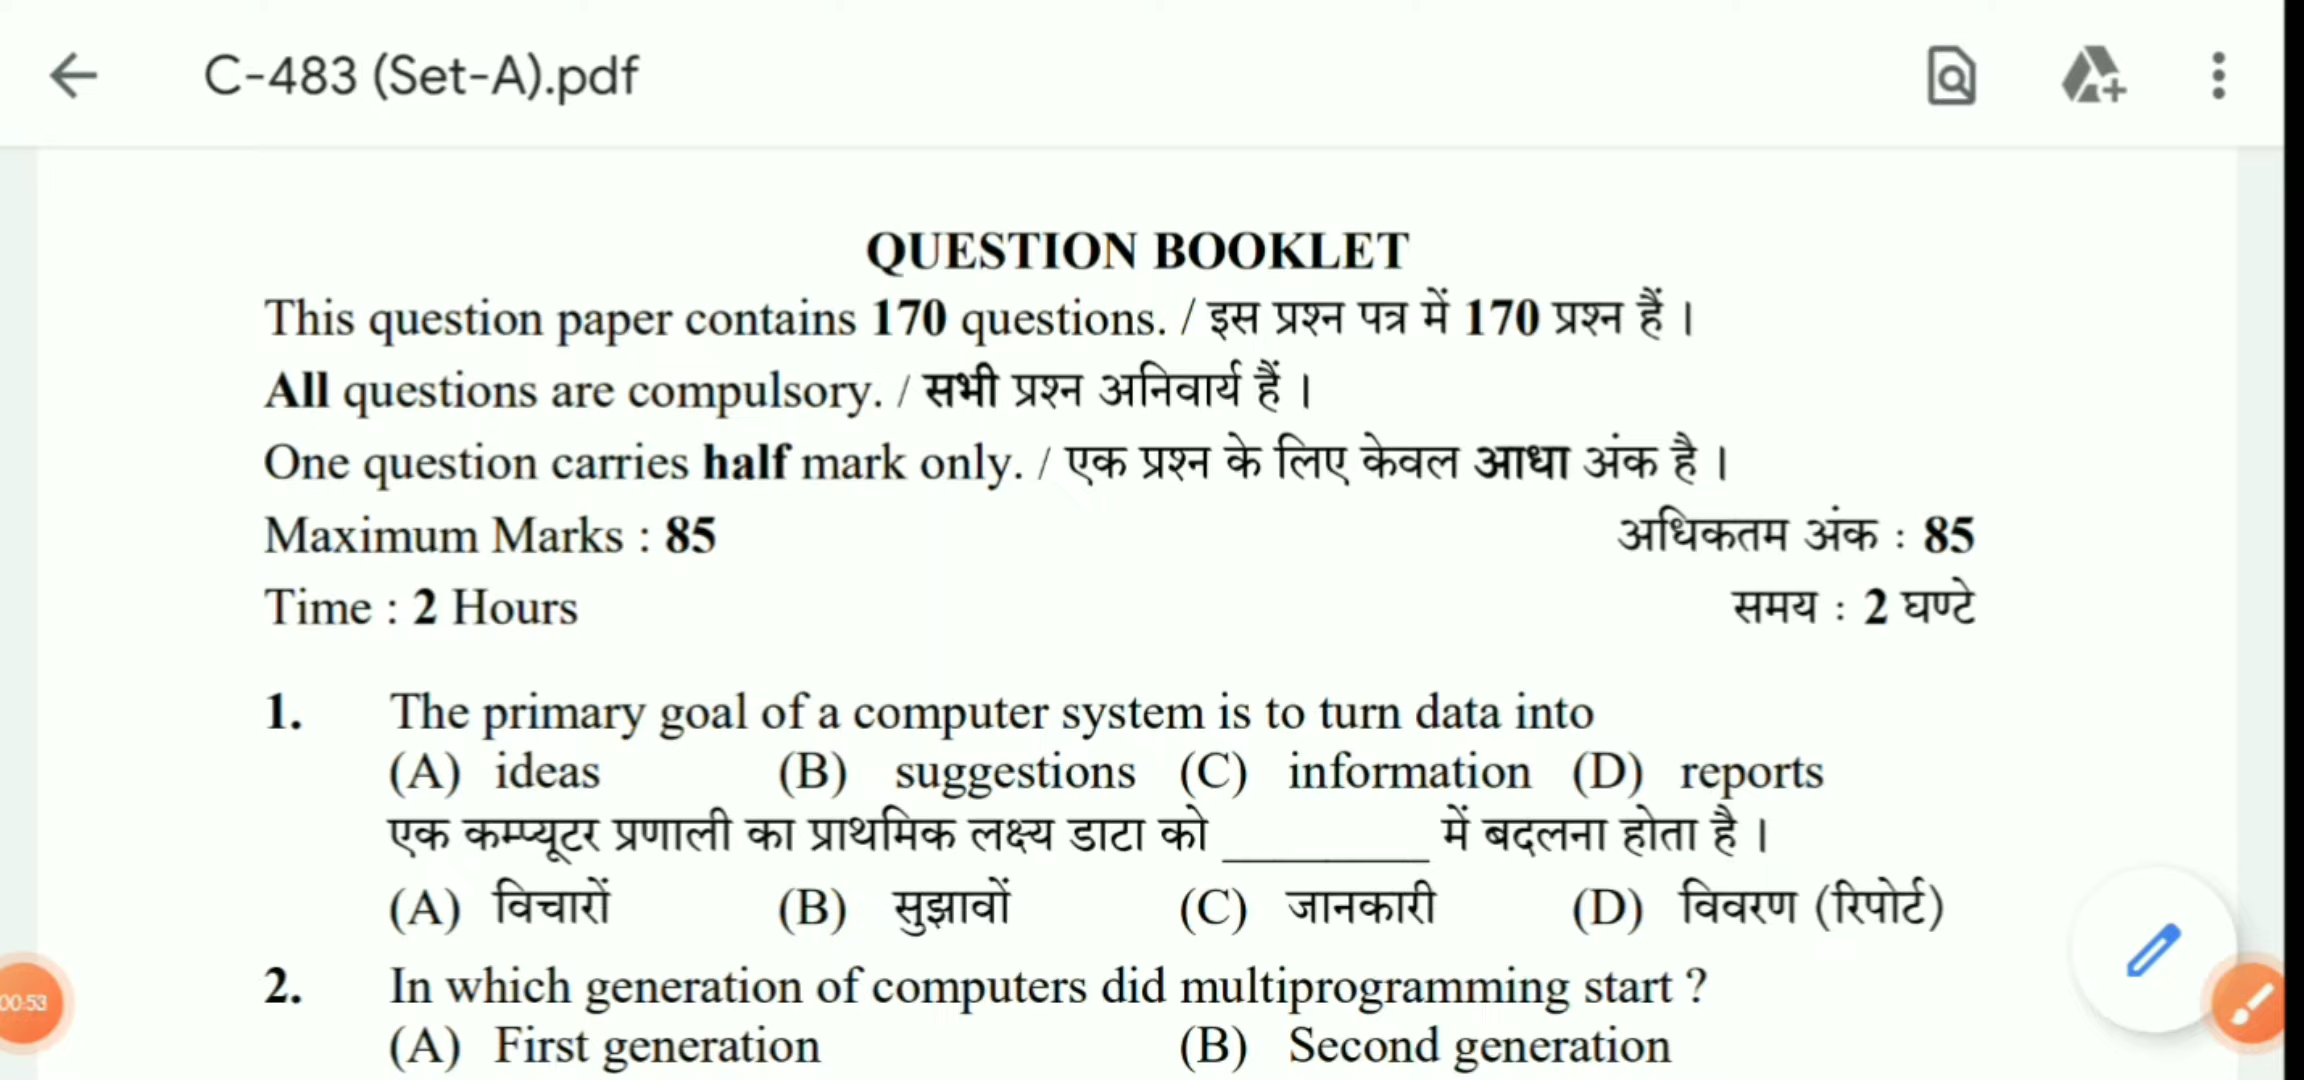 C-483 (Set-A).pdf
QUESTION BOOKLET
This question paper contains 170 questions. / इस प्रश्न पत्र में 170 प्रश्न हैं ।
All questions are compulsory. / सभी प्रश्न अनिवार्य हैं ।
One question carries half mark only. / एक प्रश्न के लिए केवल आधा अंक है ।
Maximum Marks : 85 अधिकतम अंक : 85
Time : 2 Hours समय : 2 घण्टे
1. The primary goal of a computer system is to turn data into
(A) ideas (B) suggestions (C) information (D) reports
एक कम्प्यूटर प्रणाली का प्राथमिक लक्ष्य डाटा को ________ में बदलना होता है ।
(A) विचारों (B) सुझावों (C) जानकारी (D) विवरण (रिपोर्ट)
2. In which generation of computers did multiprogramming start ?
(A) First generation (B) Second generation
00:53